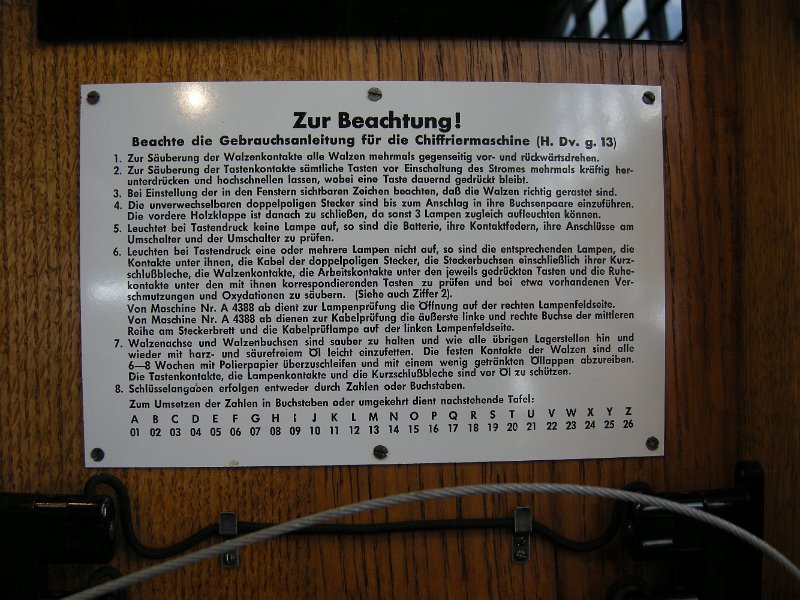 Zur Beachtung!
Beachte die Gebrauchsanleitung für die Chiffriermaschine (H. Dv. g. 13)
1. Zur Säuberung der Walzenkontakte alle Walzen mehrmals gegenseitig vor- und rückwärtsdrehen.
2. Zur Säuberung der Tastenkontakte sämtliche Tasten vor Einschaltung des Stromes mehrmals kräftig her-
unterdrücken und hochschnellen lassen, wobei eine Taste dauernd gedrückt bleibt.
3. Bei Einstellung der in den Fenstern sichtbaren Zeichen beachten, daß die Walzen richtig gerastet sind.
4. Die unverwechselbaren doppelpoligen Stecker sind bis zum Anschlag in ihre Buchsenpaare einzuführen.
Die vordere Holzklappe ist danach zu schließen, da sonst 3 Lampen zugleich aufleuchten können.
5. Leuchtet bei Tastendruck keine Lampe auf, so sind die Batterie, ihre Kontaktfedern, ihre Anschlüsse am
Umschalter und der Umschalter zu prüfen.
6. Leuchten bei Tastendruck eine oder mehrere Lampen nicht auf, so sind die entsprechenden Lampen, die
Kontakte unter ihnen, die Kabel der doppelpoligen Stecker, die Steckerbuchsen einschließlich ihrer Kurz-
schlußbleche, die Walzenkontakte, die Arbeitskontakte unter den jeweils gedrückten Tasten und die Ruhe-
kontakte unter den mit ihnen korrespondierenden Tasten zu prüfen und bei etwa vorhandenen Ver-
schmutzungen und Oxydationen zu säubern. (Siehe auch Ziffer 2).
Von Maschine Nr. A 4388 ab dient zur Lampenprüfung die Öffnung auf der rechten Lampenfeldseite.
Von Maschine Nr. A 4388 ab dienen zur Kabelprüfung die äußerste linke und rechte Buchse der mittleren
Reihe am Steckerbrett und die Kabelprüflampe auf der linken Lampenfeldseite.
7. Walzenachse und Walzenbuchsen sind sauber zu halten und wie alle übrigen Lagerstellen hin und
wieder mit harz- und säurefreiem Öl leicht einzufetten. Die festen Kontakte der Walzen sind alle
6—8 Wochen mit Polierpapier überzuschleifen und mit einem wenig getränkten Öllappen abzureiben.
Die Tastenkontakte, die Lampenkontakte und die Kurzschlußbleche sind vor Öl zu schützen.
8. Schlüsselangaben erfolgen entweder durch Zahlen oder Buchstaben.
Zum Umsetzen der Zahlen in Buchstaben oder umgekehrt dient nachstehende Tafel:
A B C D E F G H I J K L M N O P Q R S T U V W X Y Z
01 02 03 04 05 06 07 08 09 10 11 12 13 14 15 16 17 18 19 20 21 22 23 24 25 26